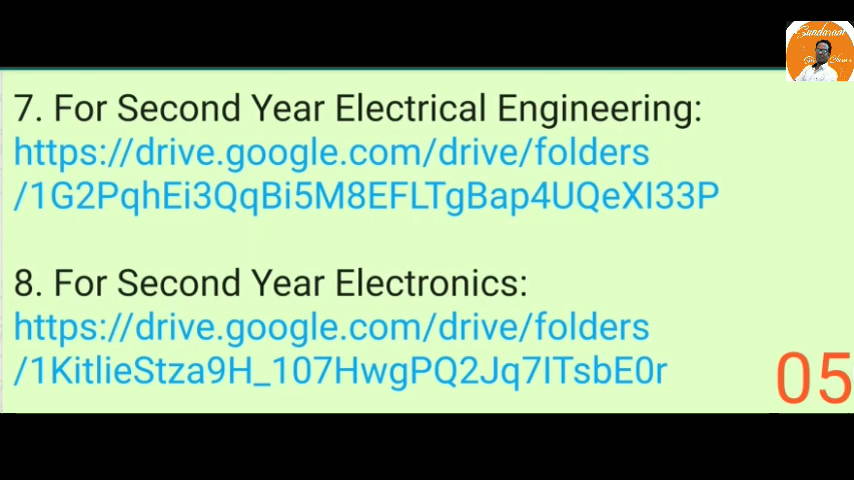 Sundaram
7. For Second Year Electrical Engineering:
https://drive.google.com/drive/folders
/1G2PqhEi3QqBi5M8EFLTgBap4UQeXI33P
8. For Second Year Electronics:
https://drive.google.com/drive/folders
/1KitlieStza9H_107HwgPQ2Jq7ITsbE0r
05